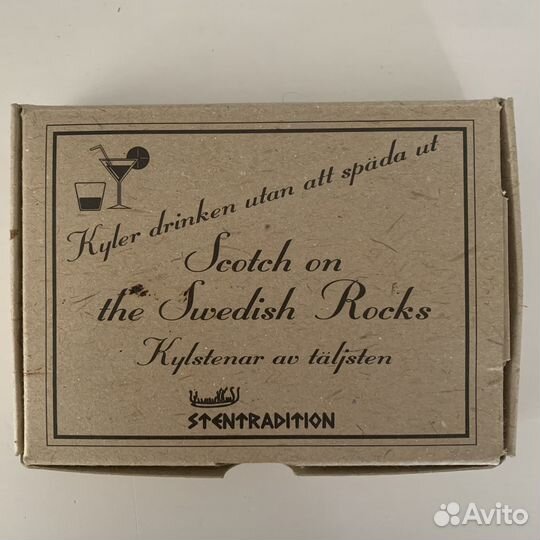 Kyler drinken utan att späda ut
Scotch on
the Swedish Rocks
Kylstenar av täljsten
STENTRADITION
Avito